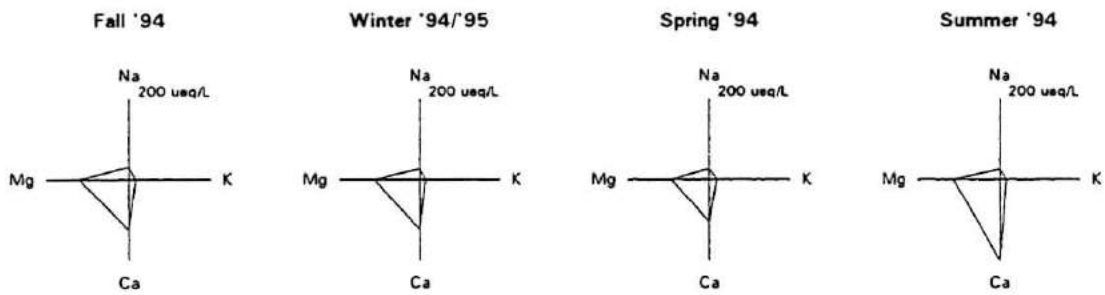 Fall '94
Winter '94/'95
Spring '94
Summer '94
Na
200 ueq/L
Mg
K
Ca
Na
200 ueq/L
Mg
K
Ca
Na
200 ueq/L
Mg
K
Ca
Na
200 ueq/L
Mg
K
Ca